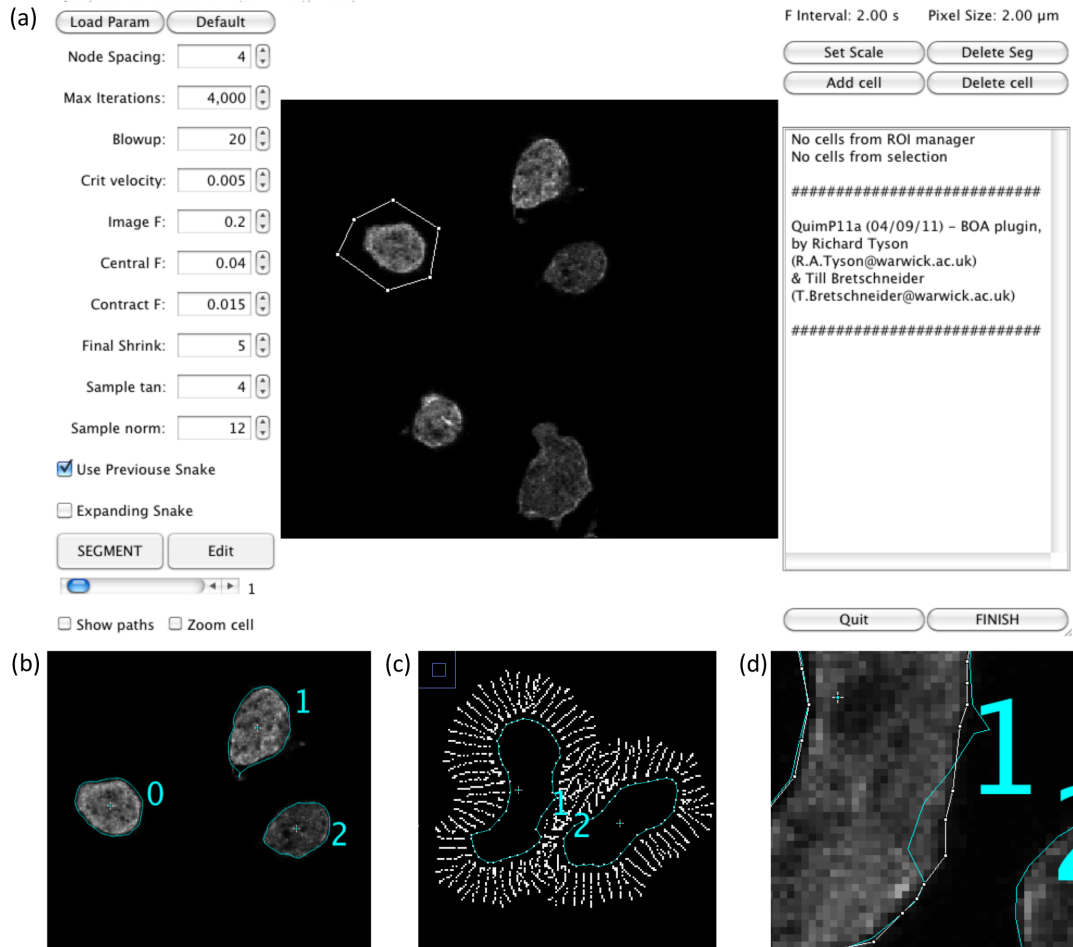 (a)
Load Param Default
Node Spacing: 4
Max Iterations: 4,000
Blowup: 20
Crit velocity: 0.005
Image F: 0.2
Central F: 0.04
Contract F: 0.015
Final Shrink: 5
Sample tan: 4
Sample norm: 12
Use Previouse Snake
Expanding Snake
SEGMENT Edit
1
Show paths Zoom cell
F Interval: 2.00 s Pixel Size: 2.00 µm
Set Scale Delete Seg
Add cell Delete cell
No cells from ROI manager
No cells from selection
############################
QuimP11a (04/09/11) – BOA plugin,
by Richard Tyson
(R.A.Tyson@warwick.ac.uk)
& Till Bretschneider
(T.Bretschneider@warwick.ac.uk)
############################
Quit FINISH
(b)
1
0
2
(c)
1
2
(d)
1